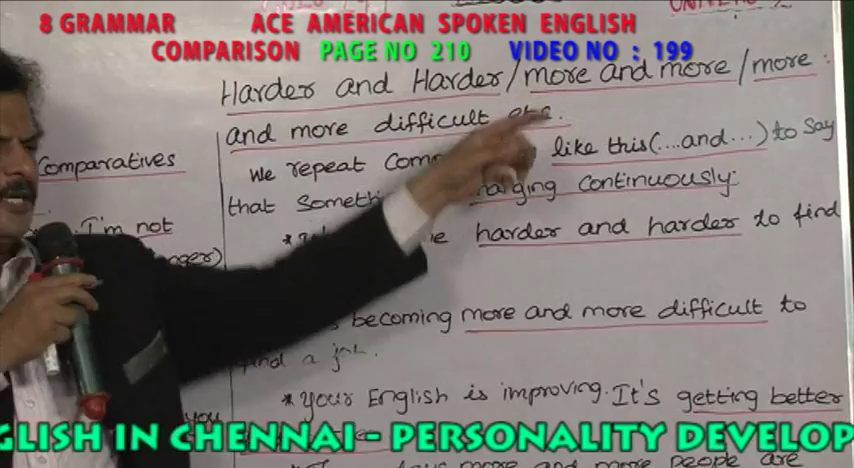 8 GRAMMAR ACE AMERICAN SPOKEN ENGLISH
COMPARISON PAGE NO 210 VIDEO NO : 199
Harder and Harder/more and more/more
and more difficult etc.
We repeat like this(...and...) to say
that continuously.
harder and harder to find
becoming more and more difficult to
find a
*Your English is improving. It's getting better
more and more people are
Comparatives
I'm not
you
GLISH IN CHENNAI - PERSONALITY DEVELOP